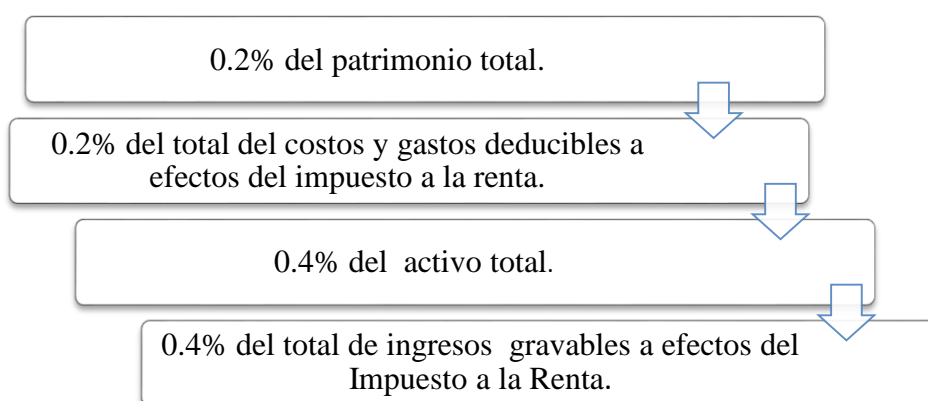 0.2% del patrimonio total.
0.2% del total del costos y gastos deducibles a
efectos del impuesto a la renta.
0.4% del activo total.
0.4% del total de ingresos gravables a efectos del
Impuesto a la Renta.